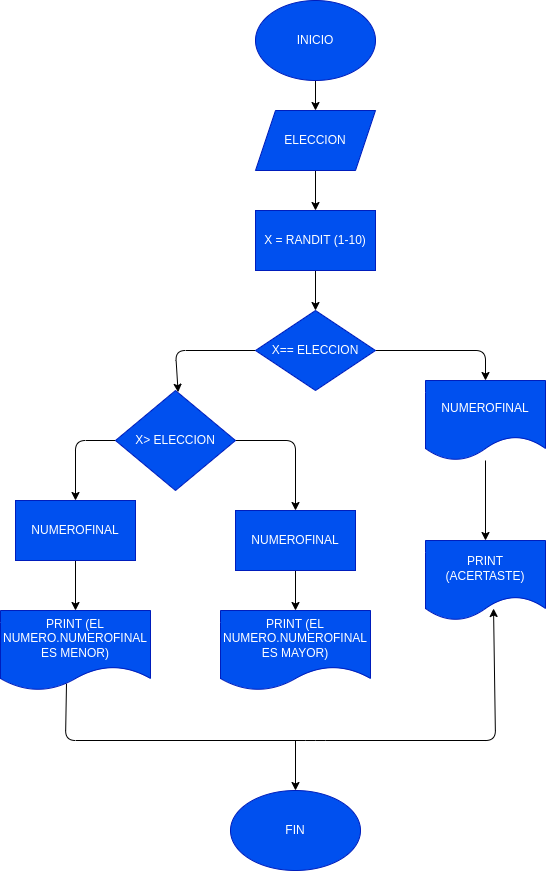 INICIO
ELECCION
X = RANDIT (1-10)
X== ELECCION
X> ELECCION
NUMEROFINAL
NUMEROFINAL
NUMEROFINAL
PRINT
(ACERTASTE)
PRINT (EL
NUMERO.NUMEROFINAL
ES MENOR)
PRINT (EL
NUMERO.NUMEROFINAL
ES MAYOR)
FIN